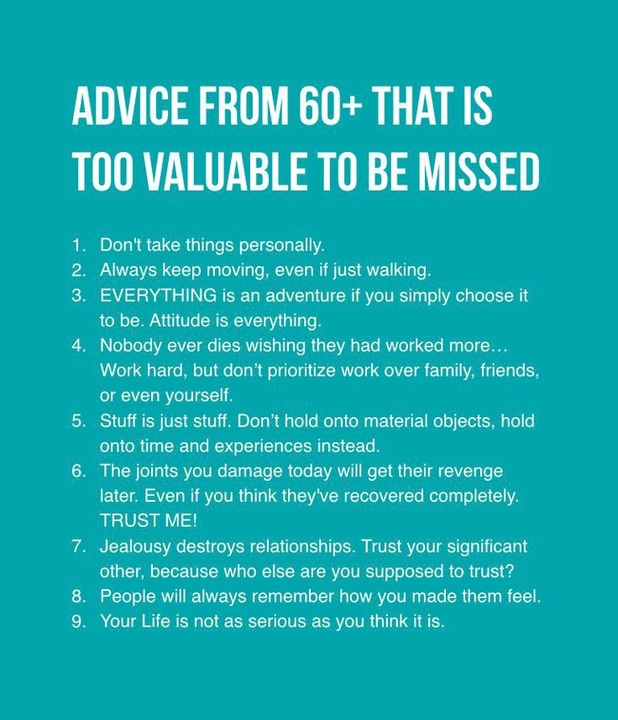 ADVICE FROM 60+ THAT IS
TOO VALUABLE TO BE MISSED
1. Don't take things personally.
2. Always keep moving, even if just walking.
3. EVERYTHING is an adventure if you simply choose it
to be. Attitude is everything.
4. Nobody ever dies wishing they had worked more…
Work hard, but don’t prioritize work over family, friends,
or even yourself.
5. Stuff is just stuff. Don’t hold onto material objects, hold
onto time and experiences instead.
6. The joints you damage today will get their revenge
later. Even if you think they've recovered completely.
TRUST ME!
7. Jealousy destroys relationships. Trust your significant
other, because who else are you supposed to trust?
8. People will always remember how you made them feel.
9. Your Life is not as serious as you think it is.